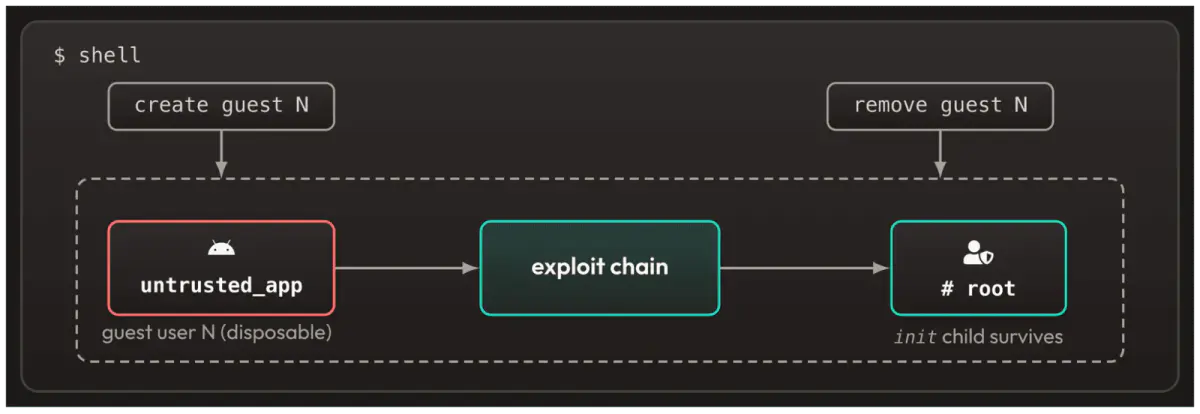 $ shell
create guest N
remove guest N
untrusted_app
exploit chain
# root
guest user N (disposable)
init child survives